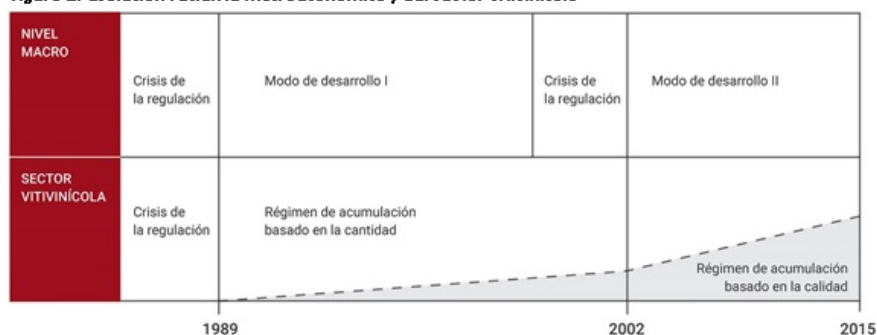 NIVEL
MACRO
Crisis de
la regulación
Modo de desarrollo I
Crisis de
la regulación
Modo de desarrollo II
SECTOR
VITIVINÍCOLA
Crisis de
la regulación
Régimen de acumulación
basado en la cantidad
Régimen de acumulación
basado en la calidad
1989
2002
2015